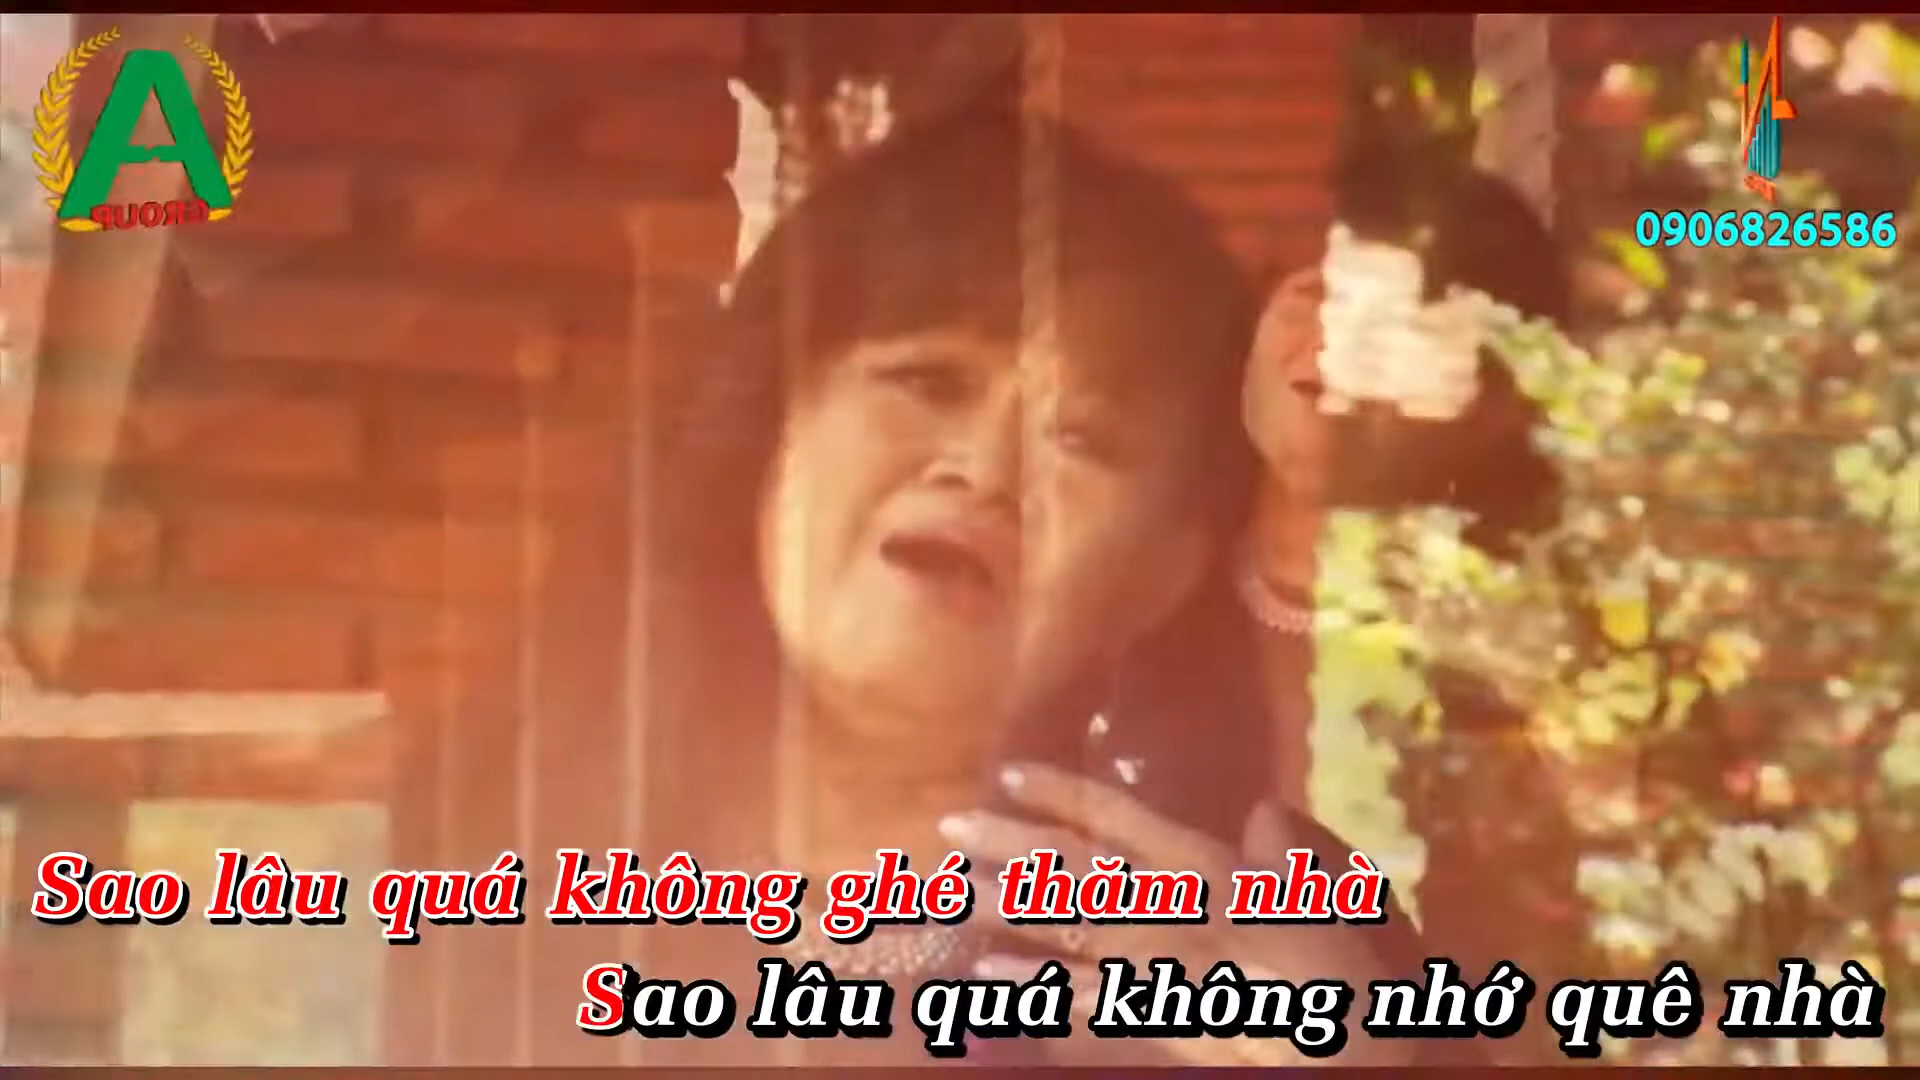 A
GROUP
0906826586
Sao lâu quá không ghé thăm nhà
Sao lâu quá không nhớ quê nhà